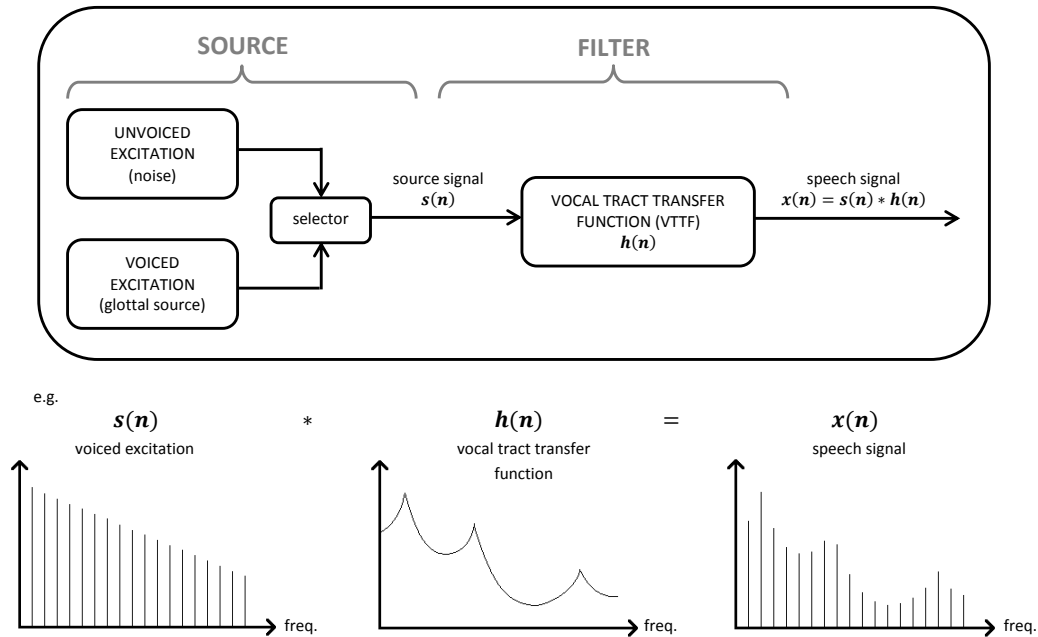 SOURCE
FILTER
UNVOICED
EXCITATION
(noise)
selector
VOICED
EXCITATION
(glottal source)
source signal
s(n)
VOCAL TRACT TRANSFER
FUNCTION (VTTF)
h(n)
speech signal
x(n) = s(n) * h(n)
e.g.
s(n)
*
h(n)
=
x(n)
voiced excitation
vocal tract transfer
function
speech signal
freq.
freq.
freq.